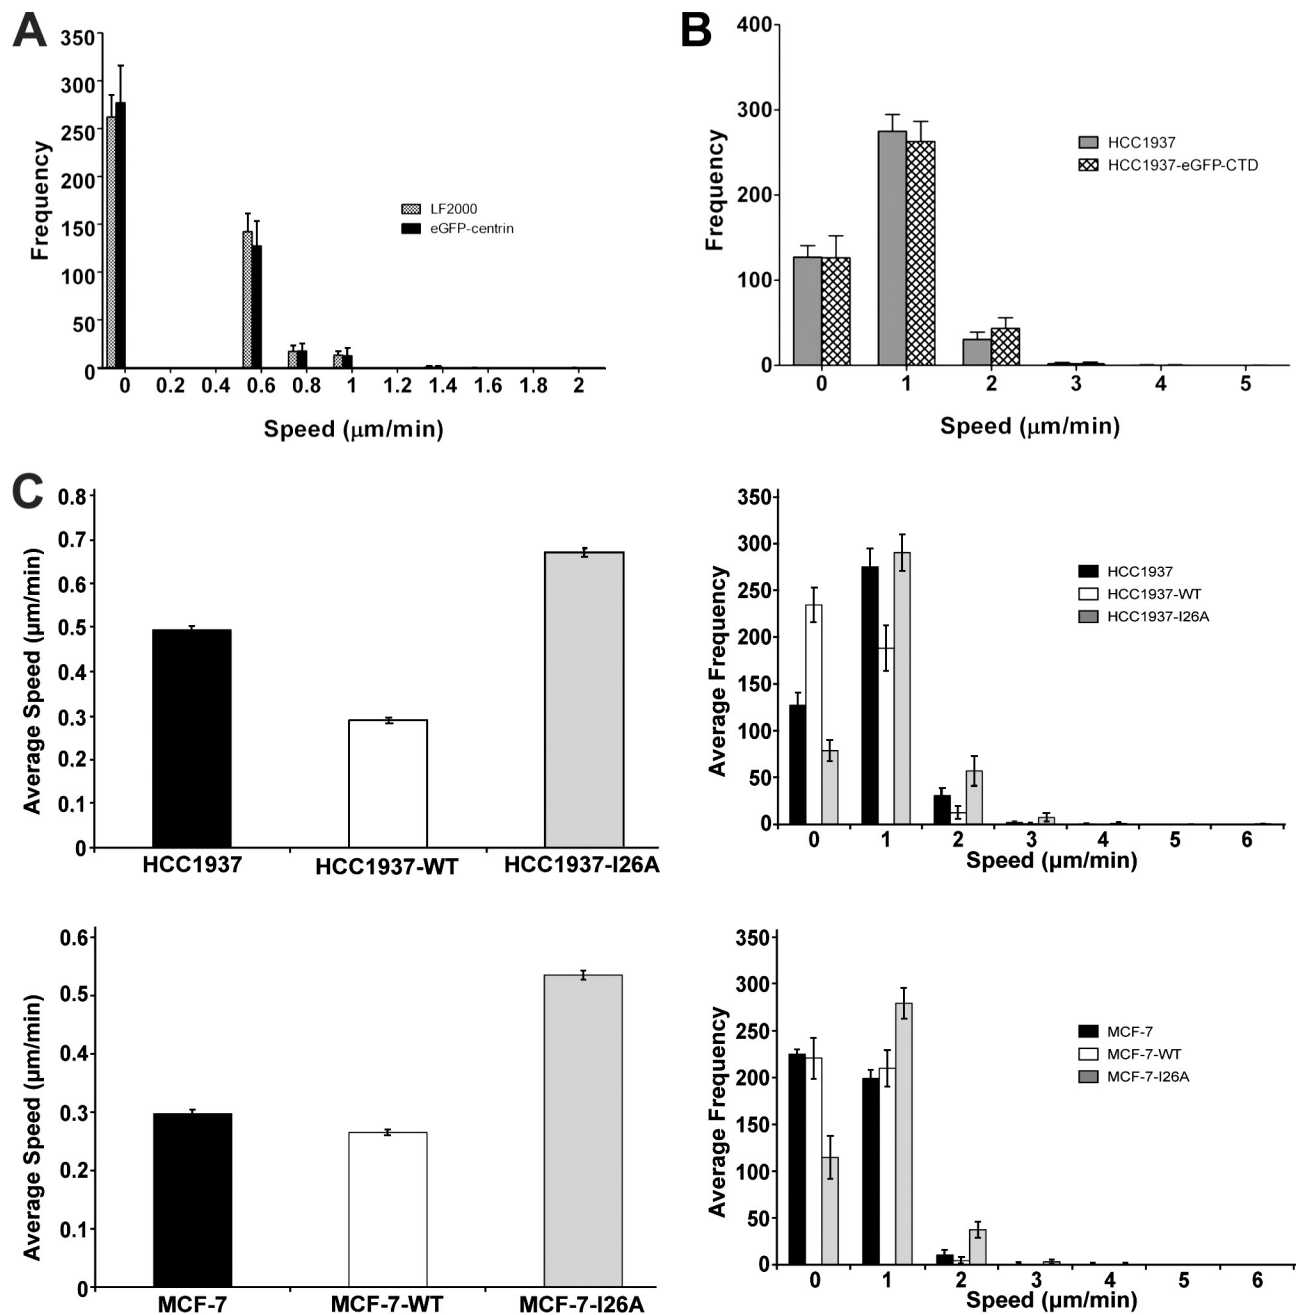 A
350
300
250
200
150
100
50
0
Frequency
LF2000
eGFP-centrin
0 0.2 0.4 0.6 0.8 1 1.2 1.4 1.6 1.8 2
Speed (μm/min)
B
400
300
200
100
0
Frequency
HCC1937
HCC1937-eGFP-CTD
0 1 2 3 4 5
Speed (μm/min)
C
0.8
0.7
0.6
0.5
0.4
0.3
0.2
0.1
0
Average Speed (μm/min)
HCC1937 HCC1937-WT HCC1937-I26A
350
300
250
200
150
100
50
0
Average Frequency
HCC1937
HCC1937-WT
HCC1937-I26A
0 1 2 3 4 5 6
Speed (μm/min)
0.6
0.5
0.4
0.3
0.2
0.1
0
Average Speed (μm/min)
MCF-7 MCF-7-WT MCF-7-I26A
350
300
250
200
150
100
50
0
Average Frequency
MCF-7
MCF-7-WT
MCF-7-I26A
0 1 2 3 4 5 6
Speed (μm/min)